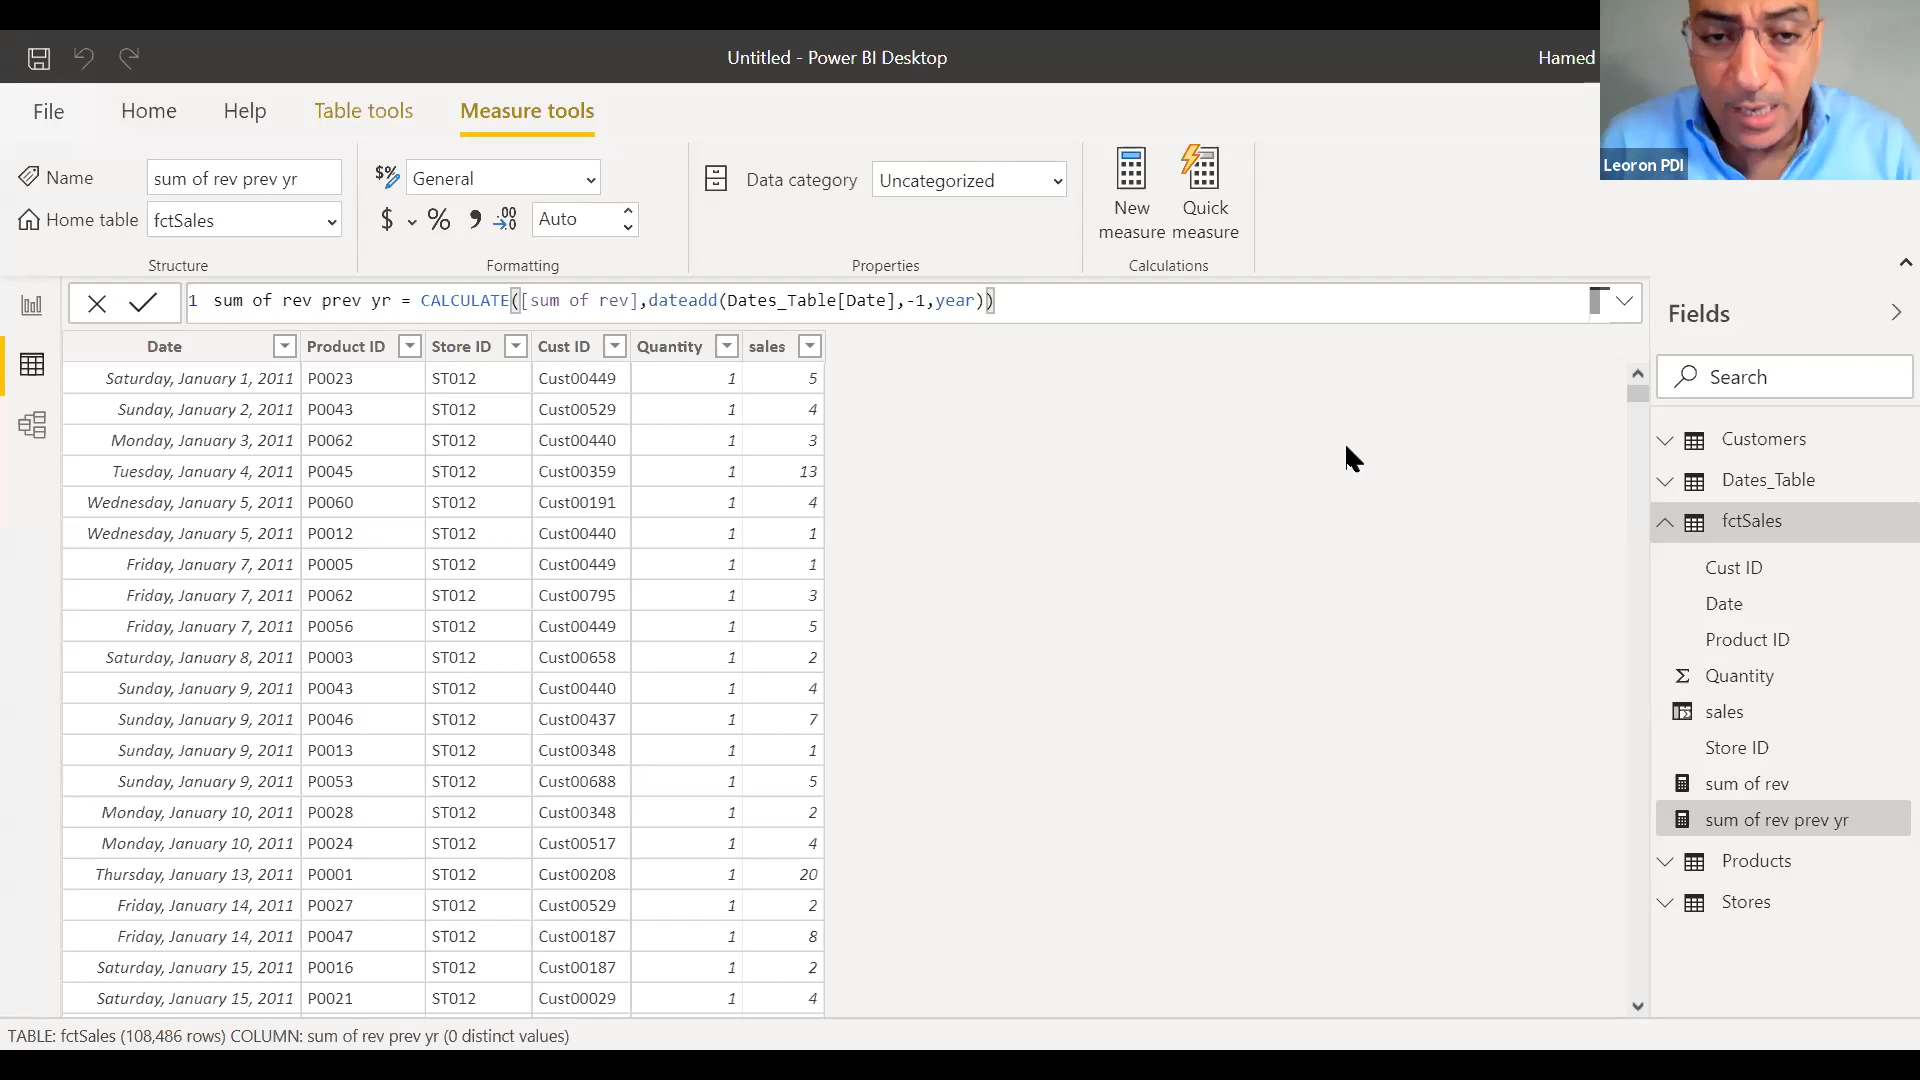 Untitled - Power BI Desktop
Hamed
Leoron PDI
File
Home
Help
Table tools
Measure tools
Name
sum of rev prev yr
Home table
fctSales
Structure
$%
General
$
%
,
.00
Auto
Formatting
Data category
Uncategorized
Properties
New measure
Quick measure
Calculations
1 sum of rev prev yr = CALCULATE([sum of rev],dateadd(Dates_Table[Date],-1,year))
Date Product ID Store ID Cust ID Quantity sales
Saturday, January 1, 2011 P0023 ST012 Cust00449 1 5
Sunday, January 2, 2011 P0043 ST012 Cust00529 1 4
Monday, January 3, 2011 P0062 ST012 Cust00440 1 3
Tuesday, January 4, 2011 P0045 ST012 Cust00359 1 13
Wednesday, January 5, 2011 P0060 ST012 Cust00191 1 4
Wednesday, January 5, 2011 P0012 ST012 Cust00440 1 1
Friday, January 7, 2011 P0005 ST012 Cust00449 1 1
Friday, January 7, 2011 P0062 ST012 Cust00795 1 3
Friday, January 7, 2011 P0056 ST012 Cust00449 1 5
Saturday, January 8, 2011 P0003 ST012 Cust00658 1 2
Sunday, January 9, 2011 P0043 ST012 Cust00440 1 4
Sunday, January 9, 2011 P0046 ST012 Cust00437 1 7
Sunday, January 9, 2011 P0013 ST012 Cust00348 1 1
Sunday, January 9, 2011 P0053 ST012 Cust00688 1 5
Monday, January 10, 2011 P0028 ST012 Cust00348 1 2
Monday, January 10, 2011 P0024 ST012 Cust00517 1 4
Thursday, January 13, 2011 P0001 ST012 Cust00208 1 20
Friday, January 14, 2011 P0027 ST012 Cust00529 1 2
Friday, January 14, 2011 P0047 ST012 Cust00187 1 8
Saturday, January 15, 2011 P0016 ST012 Cust00187 1 2
Saturday, January 15, 2011 P0021 ST012 Cust00029 1 4
Fields
Search
Customers
Dates_Table
fctSales
Cust ID
Date
Product ID
Σ Quantity
sales
Store ID
sum of rev
sum of rev prev yr
Products
Stores
TABLE: fctSales (108,486 rows) COLUMN: sum of rev prev yr (0 distinct values)